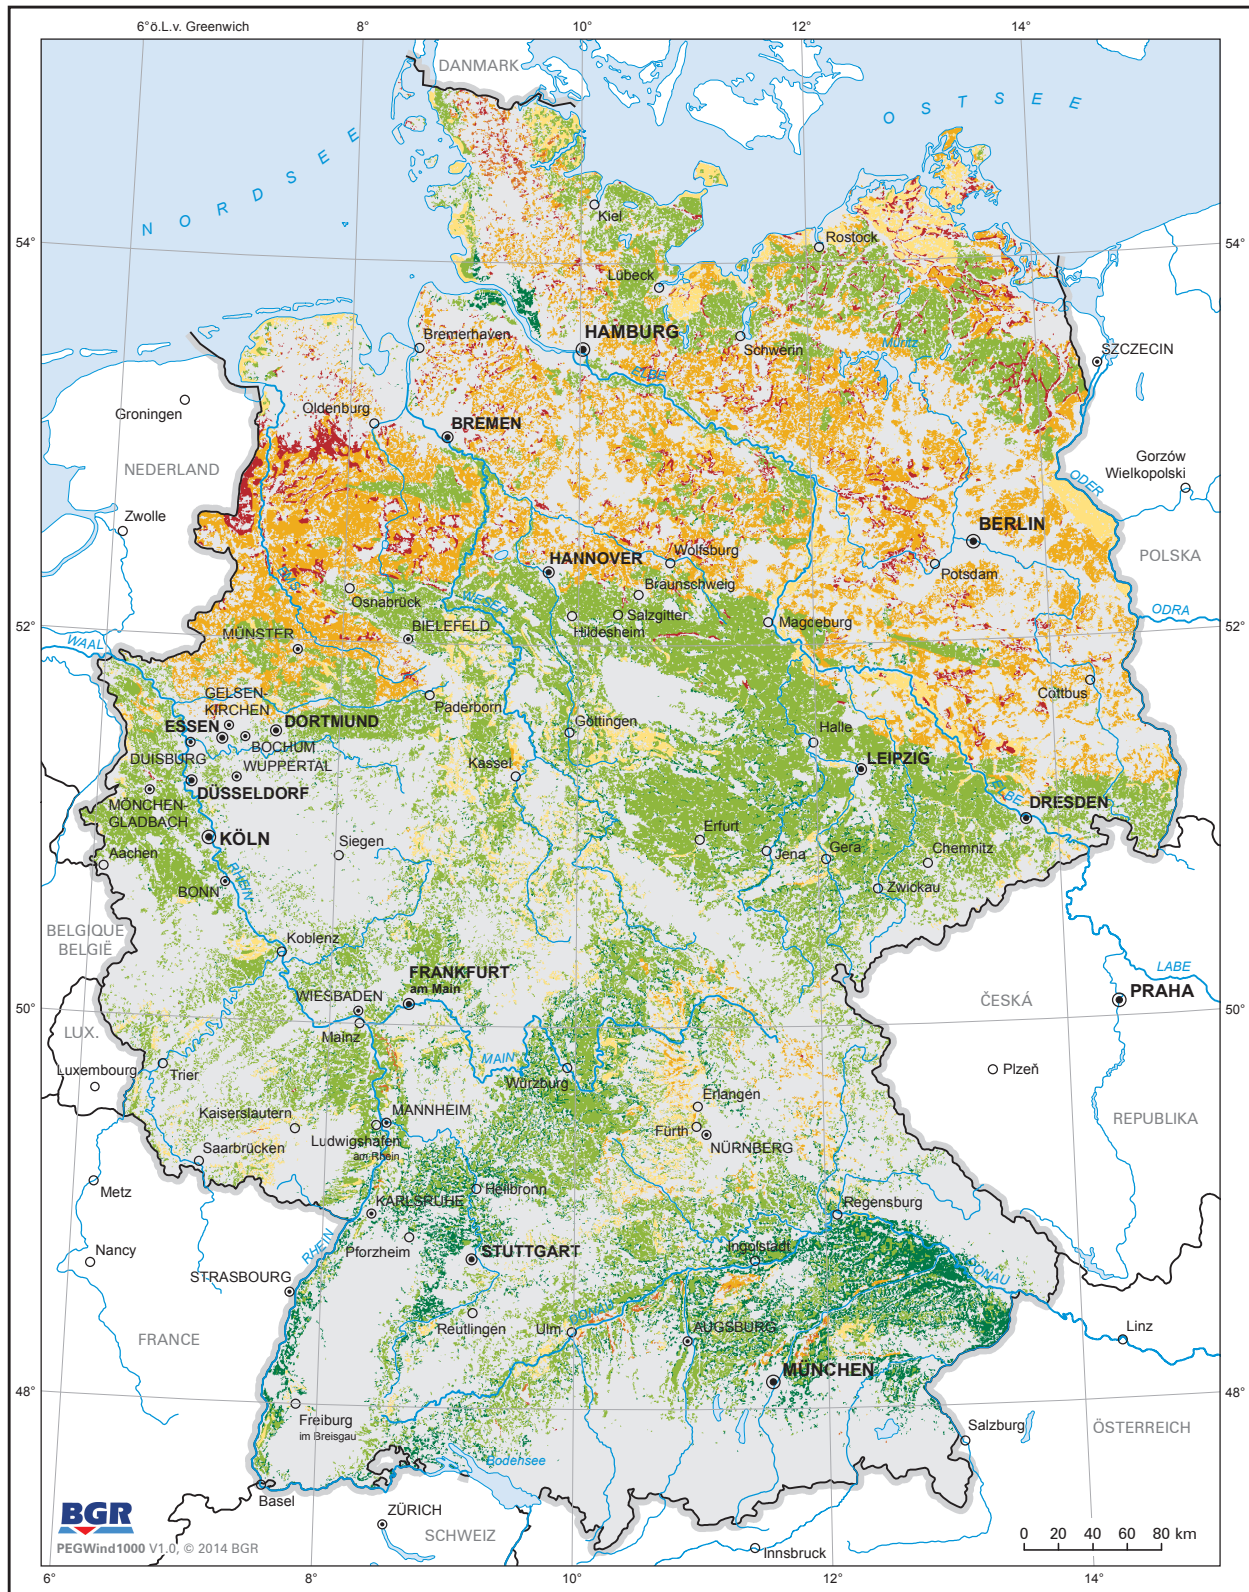 6°ö.L.v. Greenwich
8°
10°
12°
14°
DANMARK
NORDSEE
OSTSEE
Kiel
54°
54°
Rostock
Lübeck
Bremerhaven
HAMBURG
Schwerin
Müritz
SZCZECIN
ELBE
Groningen
Oldenburg
BREMEN
NEDERLAND
Gorzów
Wielkopolski
ODER
Zwolle
BERLIN
HANNOVER
Wolfsburg
POLSKA
Potsdam
Braunschweig
Osnabrück
WESER
Salzgitter
ODRA
Hildesheim
Magdeburg
52°
52°
BIELEFELD
MÜNSTER
WAAL
Cottbus
GELSEN-
KIRCHEN
Paderborn
ESSEN
DORTMUND
Göttingen
Halle
BOCHUM
DUISBURG
WUPPERTAL
Kassel
LEIPZIG
DÜSSELDORF
ELBE
DRESDEN
MÖNCHEN-
GLADBACH
KÖLN
Siegen
Erfurt
Jena
Gera
Chemnitz
Aachen
BONN
RHEIN
Zwickau
BELGIQUE
BELGIË
Koblenz
FRANKFURT
am Main
LABE
WIESBADEN
PRAHA
ČESKÁ
50°
50°
LUX.
Mainz
MAIN
Luxembourg
Trier
Würzburg
Plzeň
Erlangen
Kaiserslautern
MANNHEIM
REPUBLIKA
Fürth
Saarbrücken
Ludwigshafen
am Rhein
NÜRNBERG
Metz
Heilbronn
KARLSRUHE
Regensburg
Nancy
RHEIN
Pforzheim
STUTTGART
Ingolstadt
STRASBOURG
DONAU
DONAU
FRANCE
Reutlingen
Ulm
AUGSBURG
Linz
MÜNCHEN
48°
48°
Freiburg
im Breisgau
Salzburg
ÖSTERREICH
Bodensee
Basel
BGR
ZÜRICH
SCHWEIZ
0 20 40 60 80 km
PEGWind1000 V1.0, © 2014 BGR
Innsbruck
6°
8°
10°
12°
14°